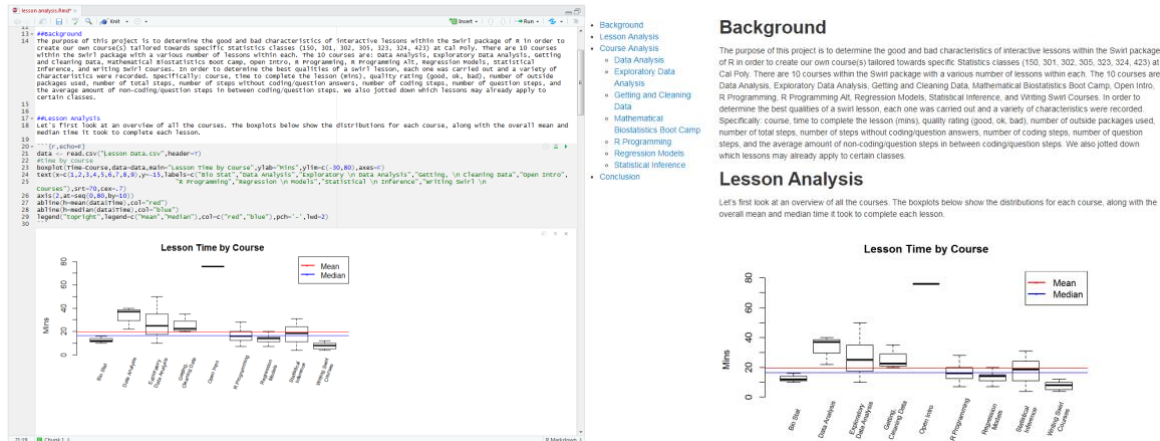 lesson analysis.Rmd*
Knit
Insert
Run
12
13 ##Background
14 The purpose of this project is to determine the good and bad characteristics of interactive lessons within the Swirl package of R in order to
create our own course(s) tailored towards specific Statistics classes (150, 301, 302, 305, 323, 324, 423) at Cal Poly. There are 10 courses
within the Swirl package with a various number of lessons within each. The 10 courses are: Data Analysis, Exploratory Data Analysis, Getting
and Cleaning Data, Mathematical Biostatistics Boot Camp, Open Intro, R Programming, R Programming Alt, Regression Models, Statistical
Inference, and Writing Swirl Courses. In order to determine the best qualities of a swirl lesson, each one was carried out and a variety of
characteristics were recorded. Specifically: course, time to complete the lesson (mins), quality rating (good, ok, bad), number of outside
packages used, number of total steps, number of steps without coding/question answers, number of coding steps, number of question steps, and
the average amount of non-coding/question steps in between coding/question steps. we also jotted down which lessons may already apply to
certain classes.
15
16
17 ##Lesson Analysis
18 Let's first look at an overview of all the courses. The boxplots below show the distributions for each course, along with the overall mean and
median time it took to complete each lesson.
19
20 ```{r,echo=F}
21 data <- read.csv("Lesson Data.csv",header=T)
22 #time by course
23 boxplot(Time~Course,data=data,main="Lesson Time by Course",ylab="Mins",ylim=c(-30,80),axes=F)
24 text(x=c(1,2,3,4,5,6,7,8,9),y=-15,labels=c("Bio Stat","Data Analysis","Exploratory \n Data Analysis","Getting, \n Cleaning Data","Open Intro",
25 "R Programming","Regression \n Models","Statistical \n Inference","Writing Swirl \n
Courses"),srt=70,cex=.7)
26 axis(2,at=seq(0,80,by=10))
27 abline(h=mean(data$Time),col="red")
28 abline(h=median(data$Time),col="blue")
29 legend("topright",legend=c("Mean","Median"),col=c("red","blue"),pch='-',lwd=2)
30 ```
Lesson Time by Course
Mean
Median
Mins
0 20 40 60 80
Bio Stat
Data Analysis
Exploratory
Data Analysis
Getting,
Cleaning Data
Open Intro
R Programming
Regression
Models
Statistical
Inference
Writing Swirl
Courses
Chunk 1
R Markdown
Background
Lesson Analysis
Course Analysis
Data Analysis
Exploratory Data
Analysis
Getting and Cleaning
Data
Mathematical
Biostatistics Boot Camp
R Programming
Regression Models
Statistical Inference
Conclusion
Background
The purpose of this project is to determine the good and bad characteristics of interactive lessons within the Swirl package
of R in order to create our own course(s) tailored towards specific Statistics classes (150, 301, 302, 305, 323, 324, 423) at
Cal Poly. There are 10 courses within the Swirl package with a various number of lessons within each. The 10 courses are:
Data Analysis, Exploratory Data Analysis, Getting and Cleaning Data, Mathematical Biostatistics Boot Camp, Open Intro,
R Programming, R Programming Alt, Regression Models, Statistical Inference, and Writing Swirl Courses. In order to
determine the best qualities of a swirl lesson, each one was carried out and a variety of characteristics were recorded.
Specifically: course, time to complete the lesson (mins), quality rating (good, ok, bad), number of outside packages used,
number of total steps, number of steps without coding/question answers, number of coding steps, number of question
steps, and the average amount of non-coding/question steps in between coding/question steps. We also jotted down
which lessons may already apply to certain classes.
Lesson Analysis
Let's first look at an overview of all the courses. The boxplots below show the distributions for each course, along with the
overall mean and median time it took to complete each lesson.
Lesson Time by Course
Mean
Median
Mins
0 20 40 60 80
Bio Stat
Data Analysis
Exploratory
Data Analysis
Getting,
Cleaning Data
Open Intro
R Programming
Regression
Models
Statistical
Inference
Writing Swirl
Courses